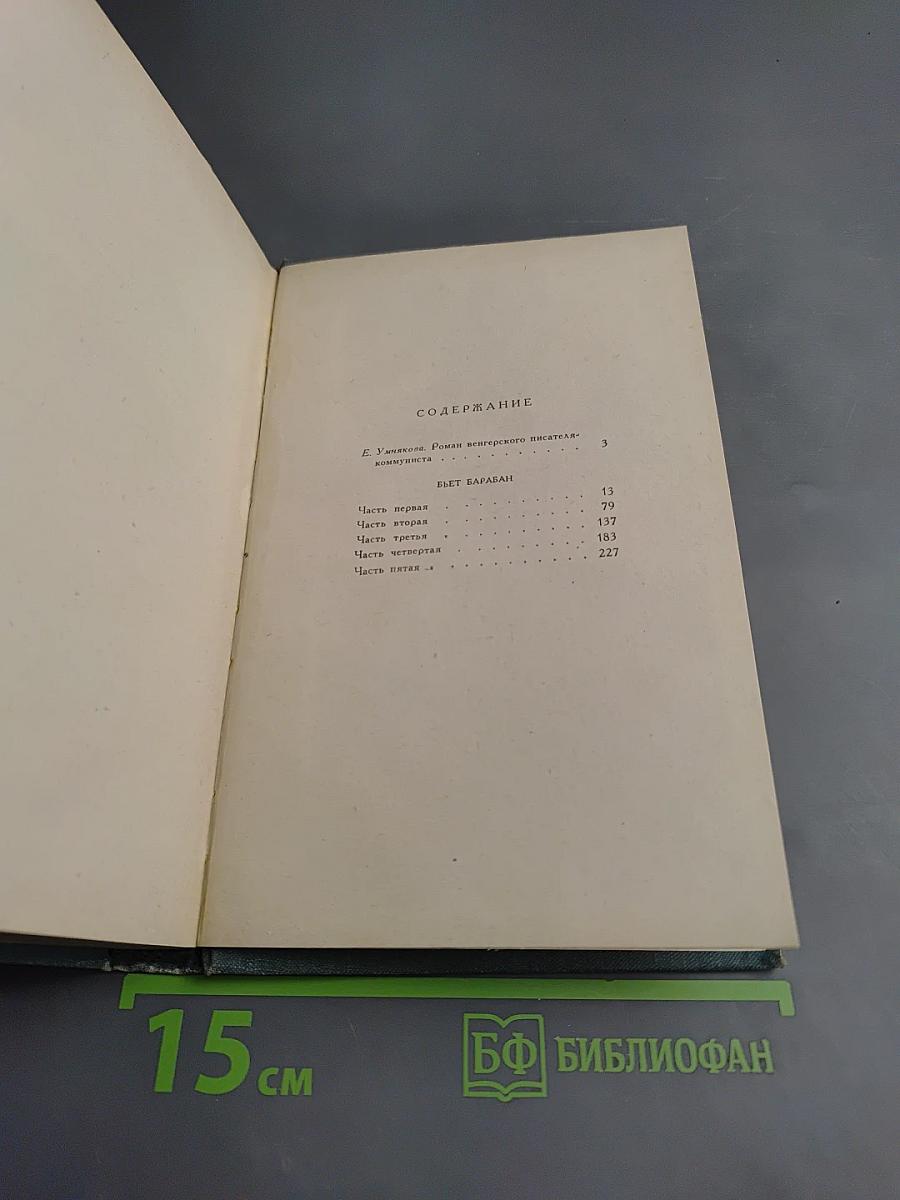 СОДЕРЖАНИЕ
Е. Умнякова. Роман венгерского писателя-
коммуниста . . . . . . . . . . . 3
БЬЕТ БАРАБАН
Часть первая . . . . . . . . . . 13
Часть вторая . . . . . . . . . . 79
Часть третья . . . . . . . . . . 137
Часть четвертая . . . . . . . . . 183
Часть пятая . . . . . . . . . . 227
15 см
БФ БИБЛИОФАН